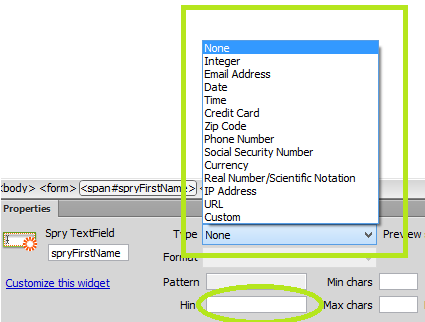 None
Integer
Email Address
Date
Time
Credit Card
Zip Code
Phone Number
Social Security Number
Currency
Real Number/Scientific Notation
IP Address
URL
Custom
<body> <form> <span#spryFirstName> <
Properties
Spry TextField Type None Preview
spryFirstName Format
Customize this widget Pattern Min chars
Hin Max chars